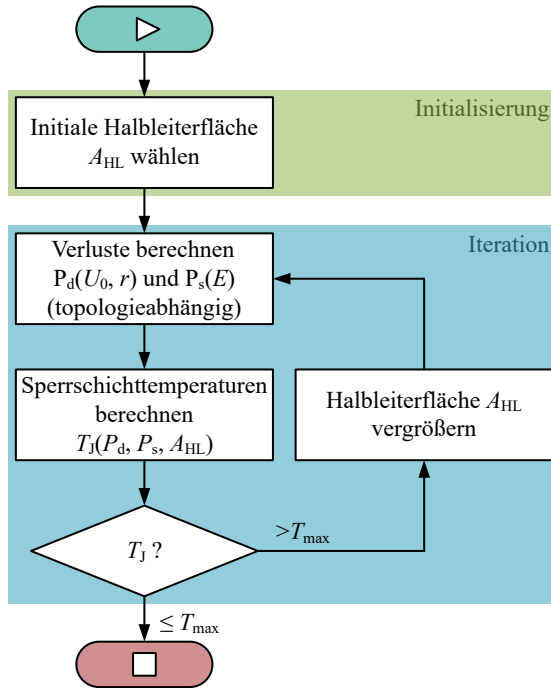 Initialisierung
Initiale Halbleiterfläche
A_HL wählen
Iteration
Verluste berechnen
P_d(U_0, r) und P_s(E)
(topologieabhängig)
Sperrschichttemperaturen
berechnen
T_J(P_d, P_s, A_HL)
Halbleiterfläche A_HL
vergrößern
T_J ?
>T_max
≤ T_max